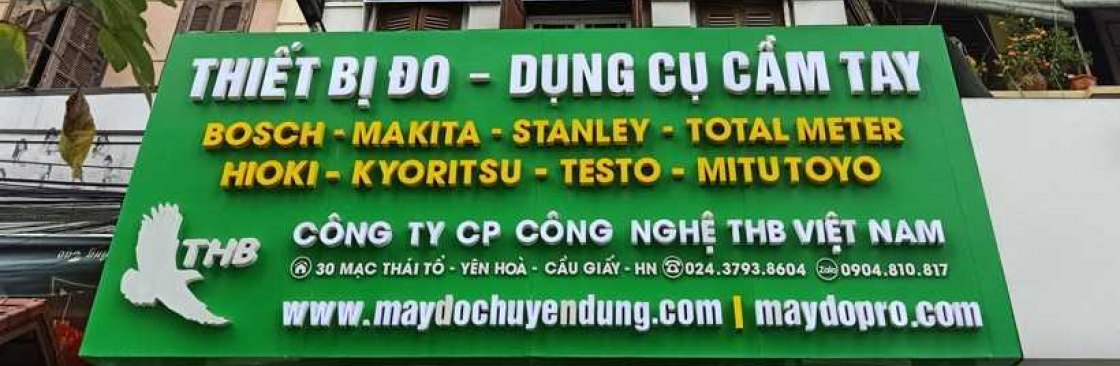 THIẾT BỊ ĐO - DỤNG CỤ CẦM TAY
BOSCH - MAKITA - STANLEY - TOTAL METER
HIOKI - KYORITSU - TESTO - MITUTOYO
THB
CÔNG TY CP CÔNG NGHỆ THB VIỆT NAM
30 MẠC THÁI TỔ - YÊN HOÀ - CẦU GIẤY - HN 024.3793.8604 Zalo 0904.810.817
www.maydochuyendung.com | maydopro.com